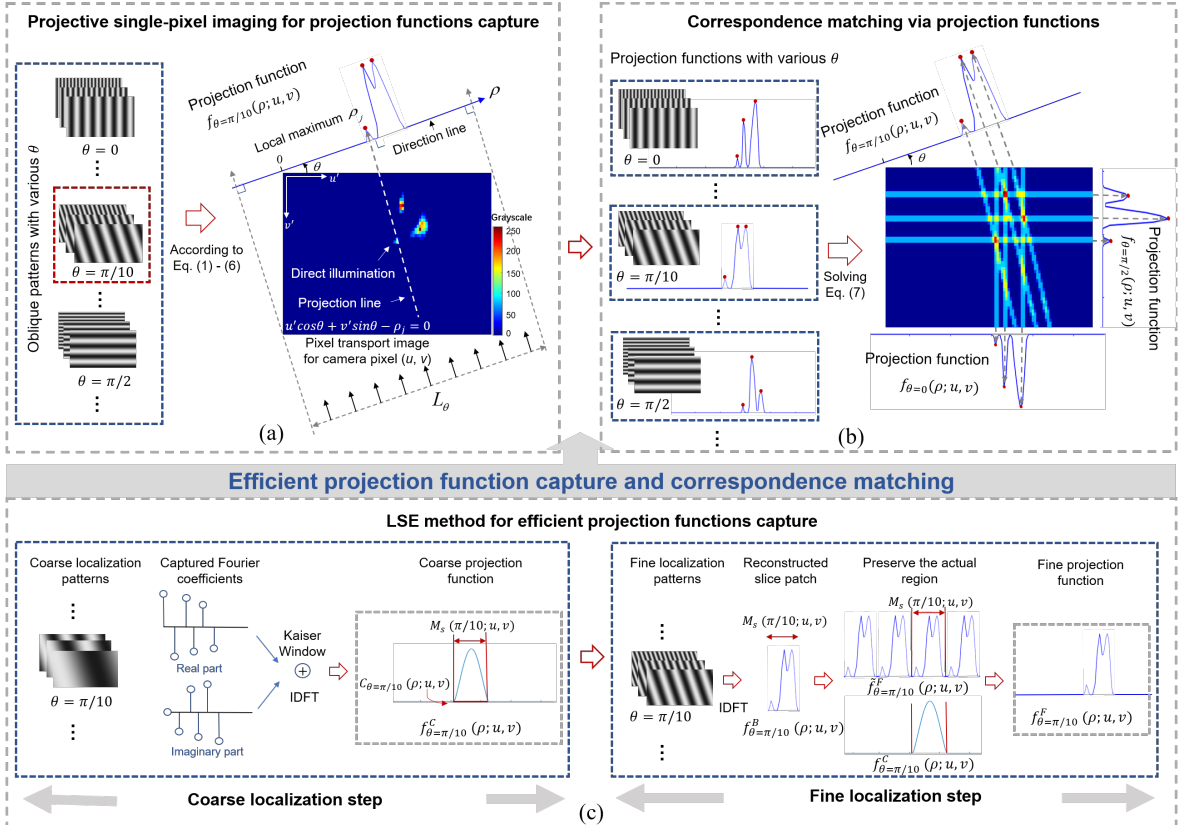 Projective single-pixel imaging for projection functions capture
Oblique patterns with various θ
θ = 0
⋮
θ = π/10
⋮
θ = π/2
⋮
According to
Eq. (1) - (6)
Projection function
f_{θ=π/10}(ρ; u, v)
Local maximum ρ_j
ρ
Direction line
0
θ
u′
v′
Direct illumination
Projection line
u′cosθ + v′sinθ − ρ_j = 0
Grayscale
250
200
150
100
50
0
Pixel transport image
for camera pixel (u, v)
L_θ
(a)
Correspondence matching via projection functions
Projection functions with various θ
θ = 0
⋮
θ = π/10
⋮
θ = π/2
⋮
Solving
Eq. (7)
Projection function
f_{θ=π/10}(ρ; u, v)
θ
Projection function
f_{θ=π/2}(ρ; u, v)
Projection function
f_{θ=0}(ρ; u, v)
(b)
Efficient projection function capture and correspondence matching
LSE method for efficient projection functions capture
Coarse localization
patterns
⋮
θ = π/10
⋮
Captured Fourier
coefficients
Real part
Imaginary part
Kaiser
Window
IDFT
Coarse projection
function
M_s (π/10; u, v)
C_{θ=π/10} (ρ; u, v)
f^C_{θ=π/10} (ρ; u, v)
Coarse localization step
Fine localization
patterns
⋮
θ = π/10
⋮
IDFT
Reconstructed
slice patch
M_s (π/10; u, v)
f^B_{θ=π/10} (ρ; u, v)
Preserve the actual
region
M_s (π/10; u, v)
f̃^F_{θ=π/10} (ρ; u, v)
f^C_{θ=π/10} (ρ; u, v)
Fine projection
function
f^F_{θ=π/10} (ρ; u, v)
Fine localization step
(c)